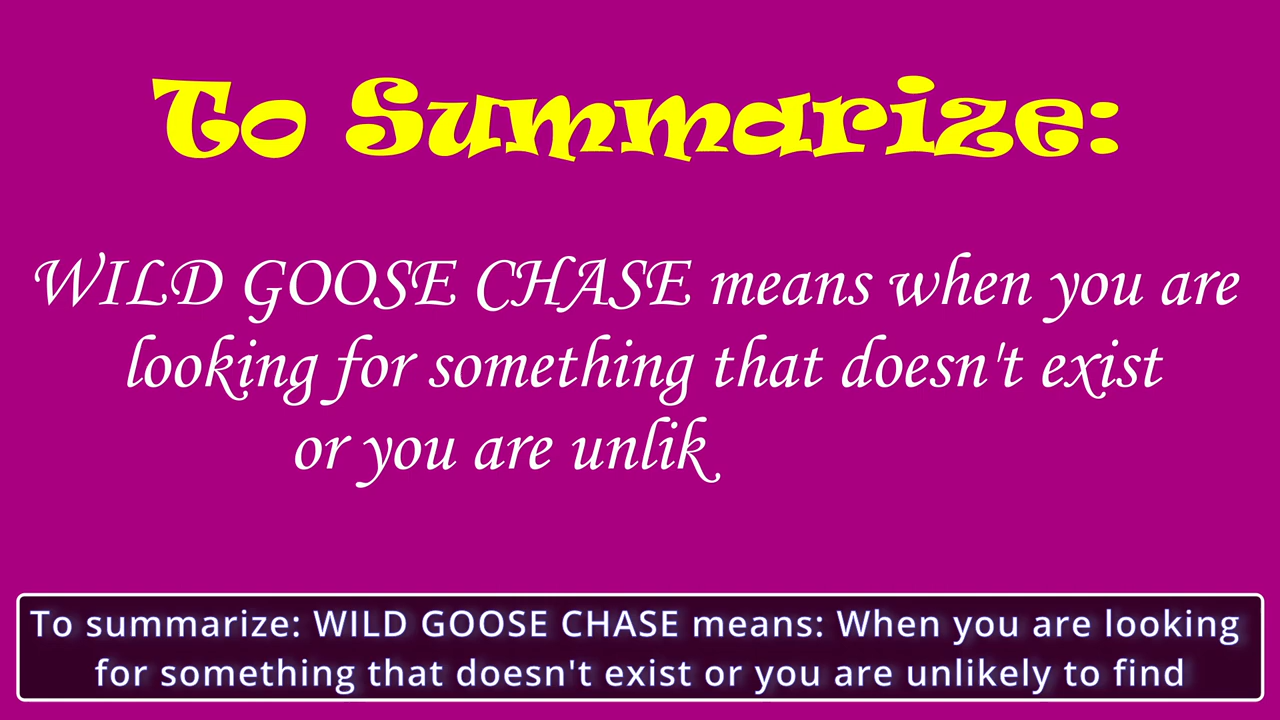 To Summarize:
WILD GOOSE CHASE means when you are
looking for something that doesn't exist
or you are unlik
To summarize: WILD GOOSE CHASE means: When you are looking
for something that doesn't exist or you are unlikely to find